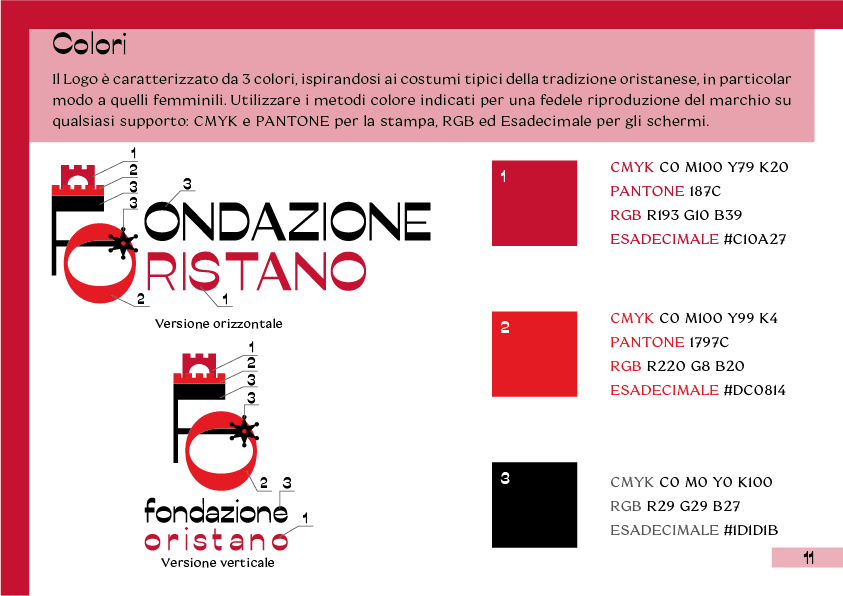 Colori
Il Logo è caratterizzato da 3 colori, ispirandosi ai costumi tipici della tradizione oristanese, in particolar
modo a quelli femminili. Utilizzare i metodi colore indicati per una fedele riproduzione del marchio su
qualsiasi supporto: CMYK e PANTONE per la stampa, RGB ed Esadecimale per gli schermi.
1
2
3
3
3
FONDAZIONE
ORISTANO
2
1
Versione orizzontale
1
2
3
3
FO
2
3
fondazione
1
oristano
Versione verticale
1
CMYK C0 M100 Y79 K20
PANTONE 187C
RGB R193 G10 B39
ESADECIMALE #C10A27
2
CMYK C0 M100 Y99 K4
PANTONE 1797C
RGB R220 G8 B20
ESADECIMALE #DC0814
3
CMYK C0 M0 Y0 K100
RGB R29 G29 B27
ESADECIMALE #1D1D1B
11